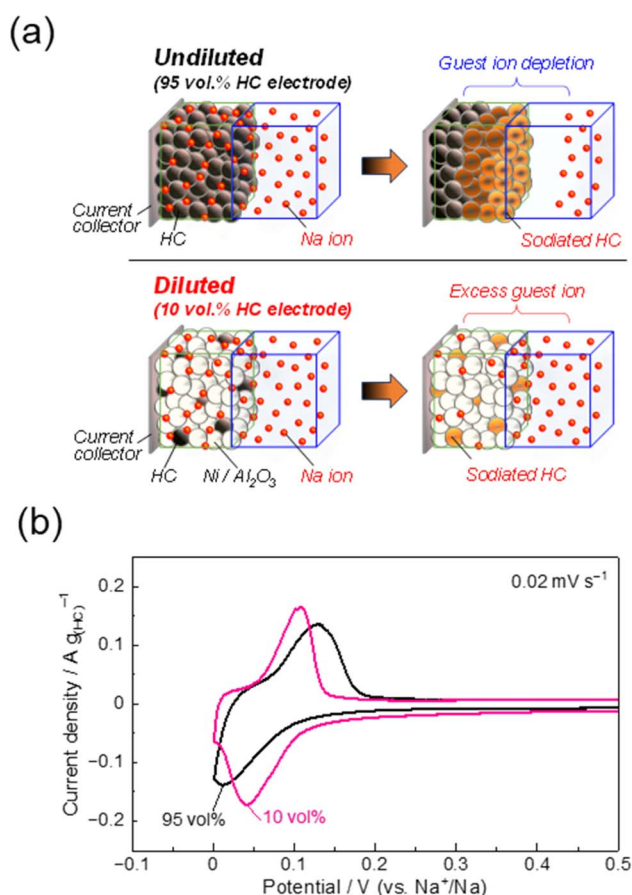 (a)
Undiluted
(95 vol.% HC electrode)
Guest ion depletion
Current
collector
HC
Na ion
Sodiated HC
Diluted
(10 vol.% HC electrode)
Excess guest ion
Current
collector
HC
Ni / Al₂O₃
Na ion
Sodiated HC
(b)
0.02 mV s⁻¹
Current density / A g(HC)⁻¹
0.2
0.1
0
−0.1
−0.2
95 vol%
10 vol%
−0.1
0
0.1
0.2
0.3
0.4
0.5
Potential / V (vs. Na⁺/Na)